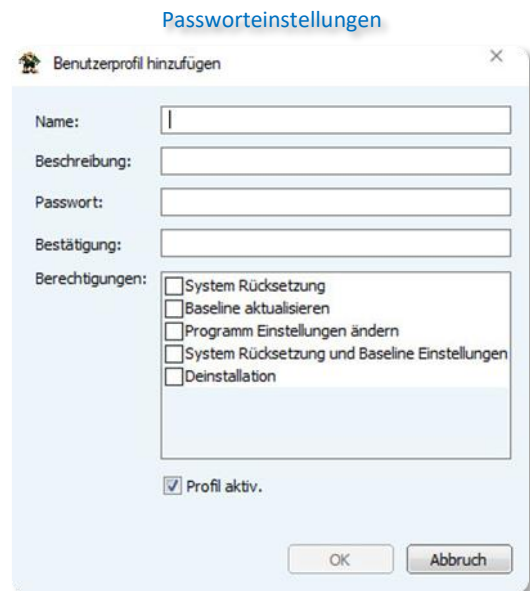 Passworteinstellungen
Benutzerprofil hinzufügen
Name:
Beschreibung:
Passwort:
Bestätigung:
Berechtigungen:
System Rücksetzung
Baseline aktualisieren
Programm Einstellungen ändern
System Rücksetzung und Baseline Einstellungen
Deinstallation
Profil aktiv.
OK
Abbruch